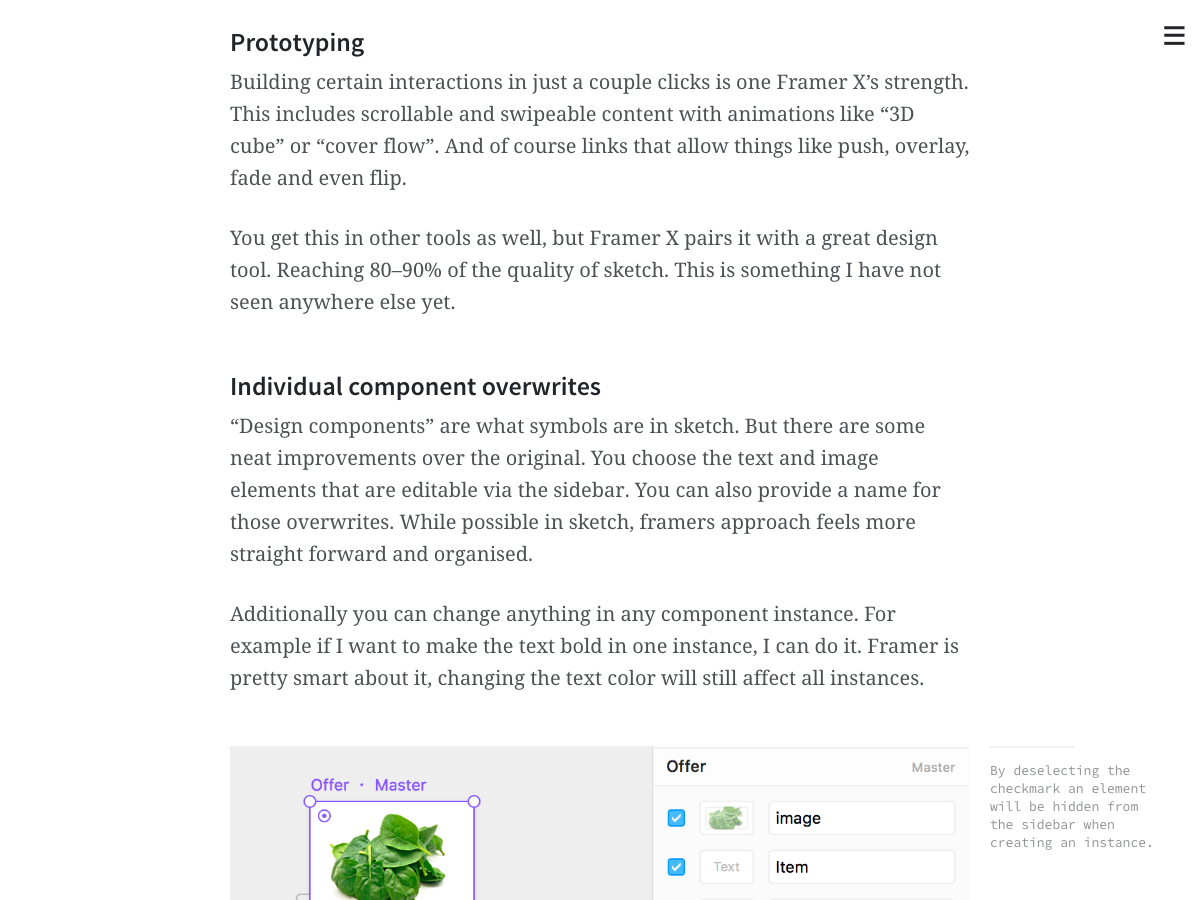 Prototyping
Building certain interactions in just a couple clicks is one Framer X’s strength.
This includes scrollable and swipeable content with animations like “3D
cube” or “cover flow”. And of course links that allow things like push, overlay,
fade and even flip.
You get this in other tools as well, but Framer X pairs it with a great design
tool. Reaching 80–90% of the quality of sketch. This is something I have not
seen anywhere else yet.
Individual component overwrites
“Design components” are what symbols are in sketch. But there are some
neat improvements over the original. You choose the text and image
elements that are editable via the sidebar. You can also provide a name for
those overwrites. While possible in sketch, framers approach feels more
straight forward and organised.
Additionally you can change anything in any component instance. For
example if I want to make the text bold in one instance, I can do it. Framer is
pretty smart about it, changing the text color will still affect all instances.
Offer · Master
Offer Master
image
Text Item
By deselecting the
checkmark an element
will be hidden from
the sidebar when
creating an instance.